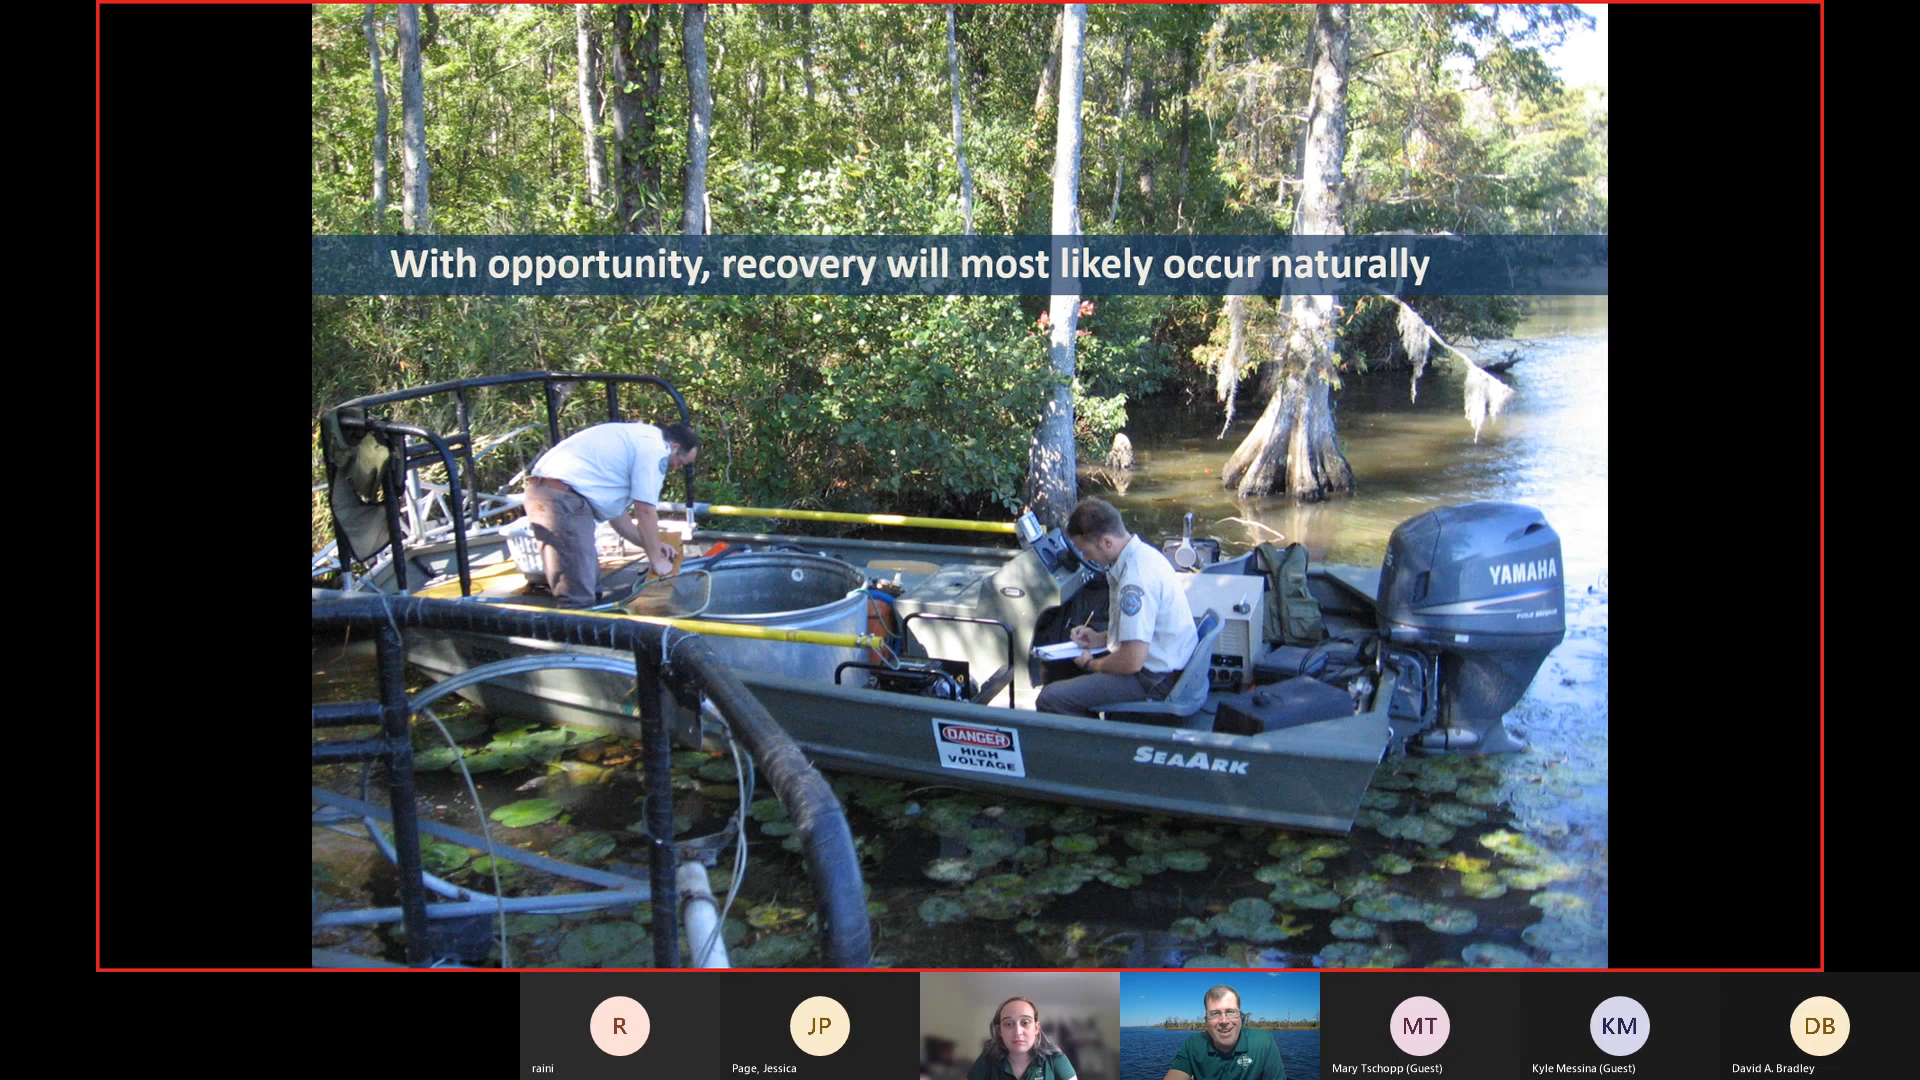 With opportunity, recovery will most likely occur naturally
YAMAHA
DANGER
HIGH
VOLTAGE
SEAARK
R
JP
MT
KM
DB
raini
Page, Jessica
Mary Tschopp (Guest)
Kyle Messina (Guest)
David A. Bradley